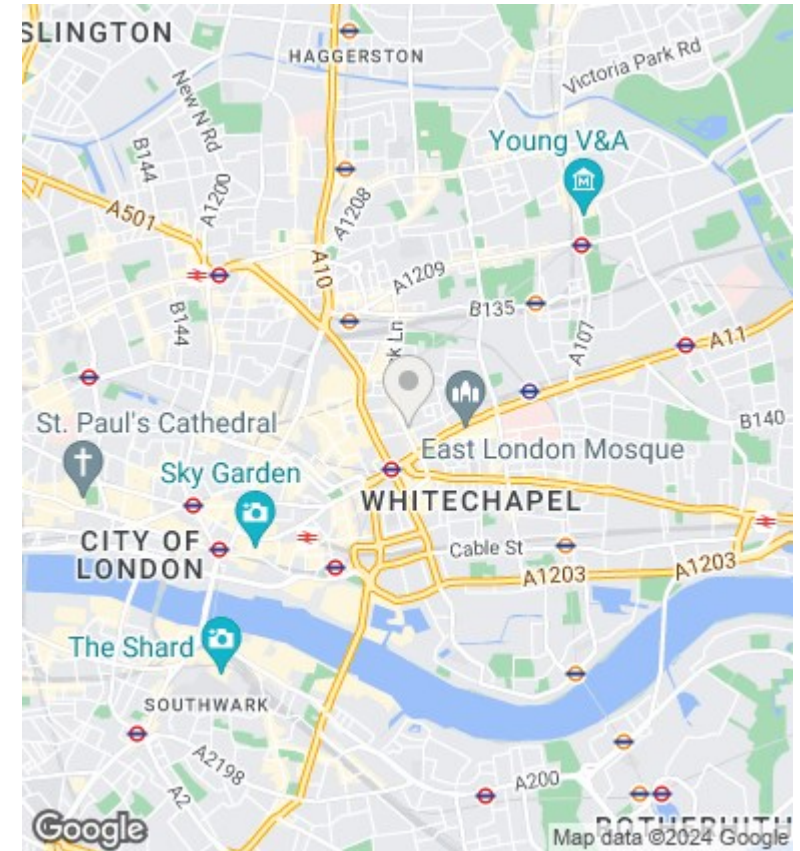 SLINGTON
HAGGERSTON
Victoria Park Rd
New N Rd
B144
A1200
Young V&A
A501
A1208
A10
A1209
B144
B135
A107
k Ln
A11
St. Paul's Cathedral
B140
East London Mosque
Sky Garden
WHITECHAPEL
CITY OF
LONDON
Cable St
A1203
A1203
The Shard
SOUTHWARK
A2198
A200
A2
ROTHERHITH
Google
Map data ©2024 Google